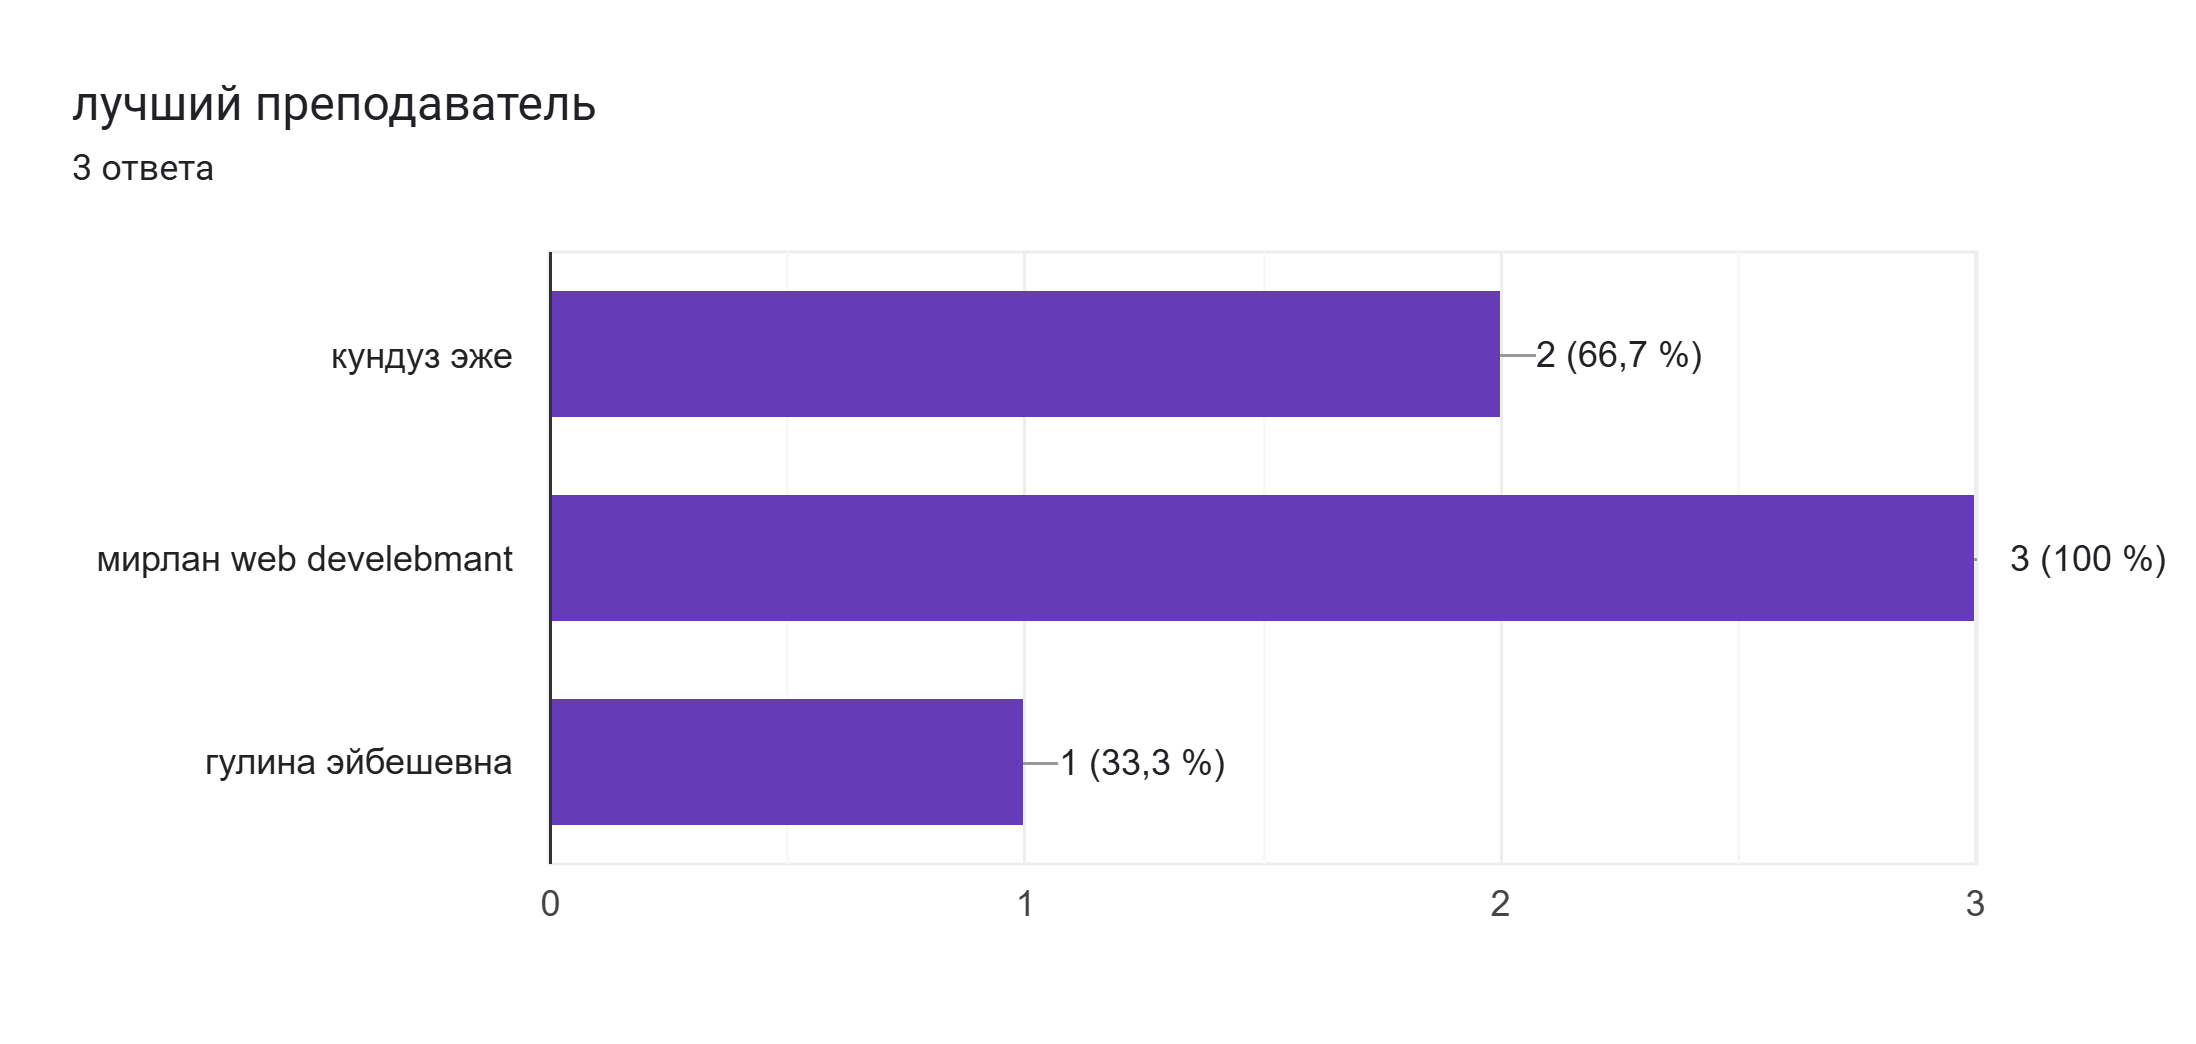 лучший преподаватель
3 ответа
кундуз эже
2 (66,7 %)
мирлан web develebmant
3 (100 %)
гулина эйбешевна
1 (33,3 %)
0 1 2 3